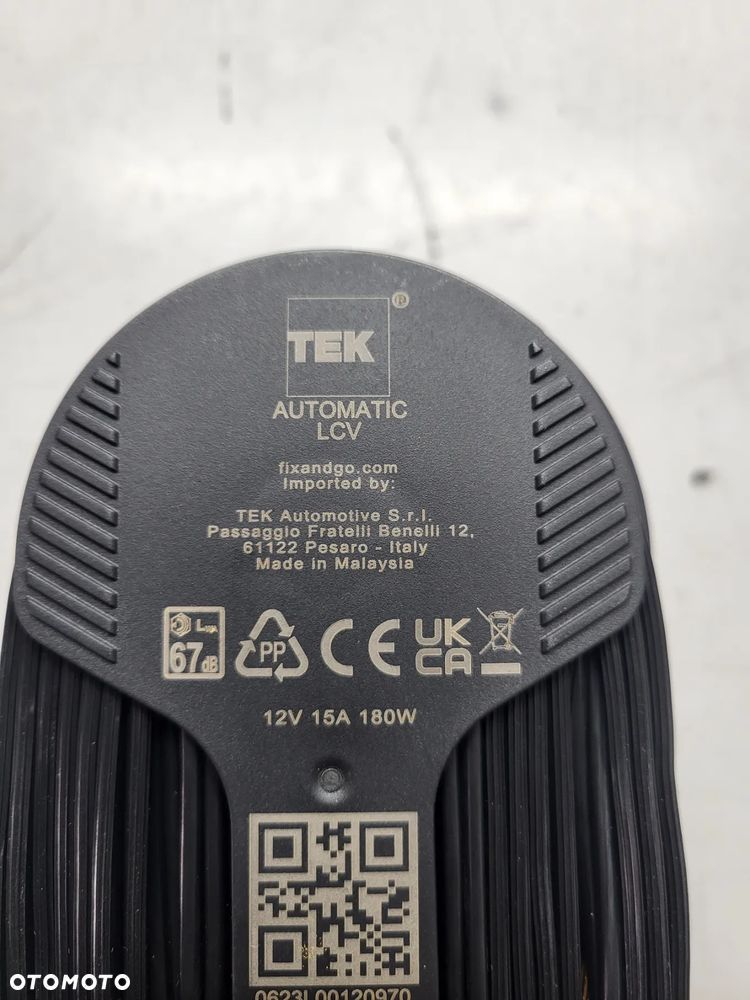 TEK ®
AUTOMATIC
LCV
fixandgo.com
Imported by:
TEK Automotive S.r.l.
Passaggio Fratelli Benelli 12,
61122 Pesaro - Italy
Made in Malaysia
LWA
67dB
PP
CE
UK
CA
12V 15A 180W
0623L00120970
OTOMOTO